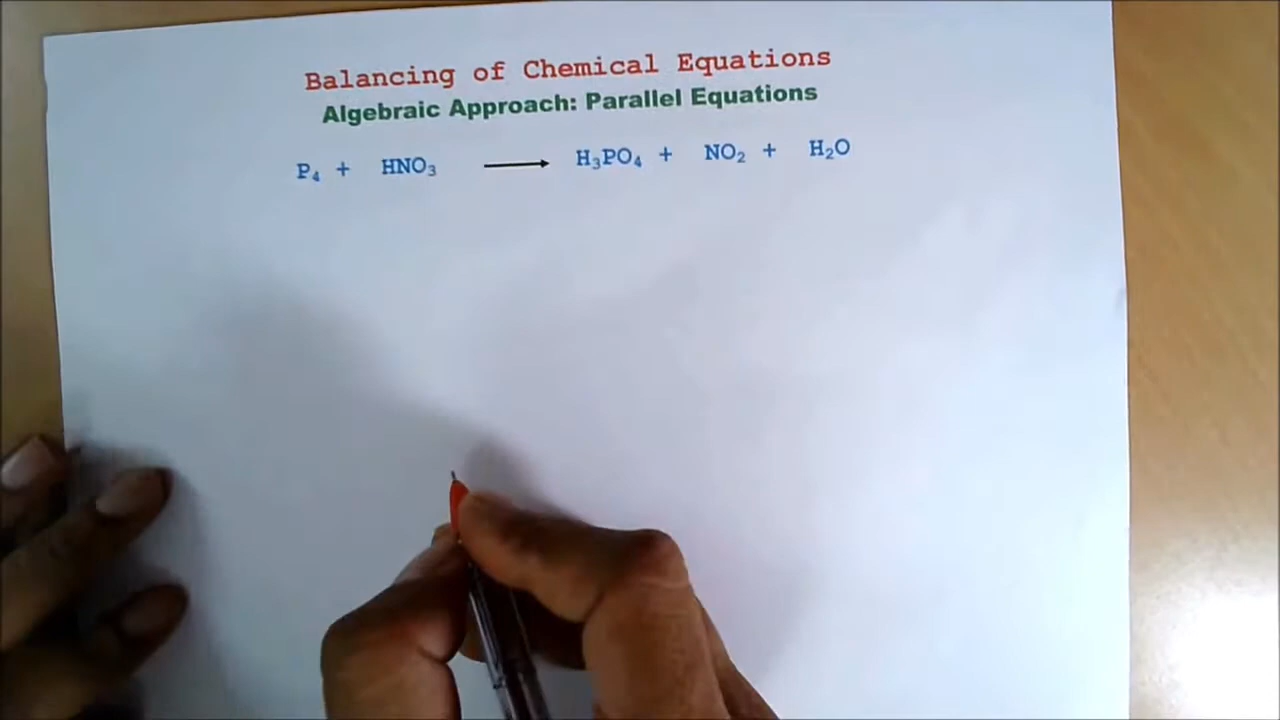 Balancing of Chemical Equations
Algebraic Approach: Parallel Equations
P₄ + HNO₃ ⟶ H₃PO₄ + NO₂ + H₂O